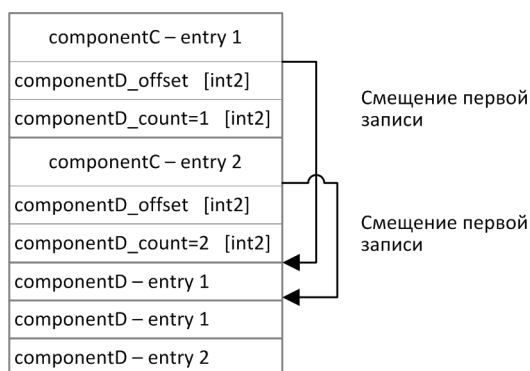 componentC – entry 1
componentD_offset [int2]
componentD_count=1 [int2]
Смещение первой
записи
componentC – entry 2
componentD_offset [int2]
componentD_count=2 [int2]
Смещение первой
записи
componentD – entry 1
componentD – entry 1
componentD – entry 2